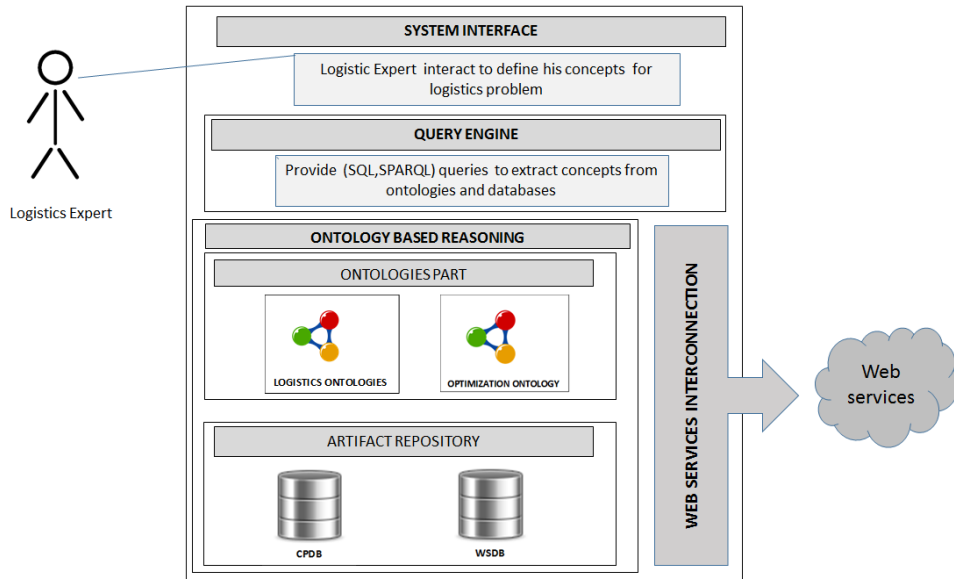 SYSTEM INTERFACE
Logistic Expert interact to define his concepts for
logistics problem
Logistics Expert
QUERY ENGINE
Provide (SQL,SPARQL) queries to extract concepts from
ontologies and databases
ONTOLOGY BASED REASONING
ONTOLOGIES PART
LOGISTICS ONTOLOGIES
OPTIMIZATION ONTOLOGY
ARTIFACT REPOSITORY
CPDB
WSDB
WEB SERVICES INTERCONNECTION
Web
services